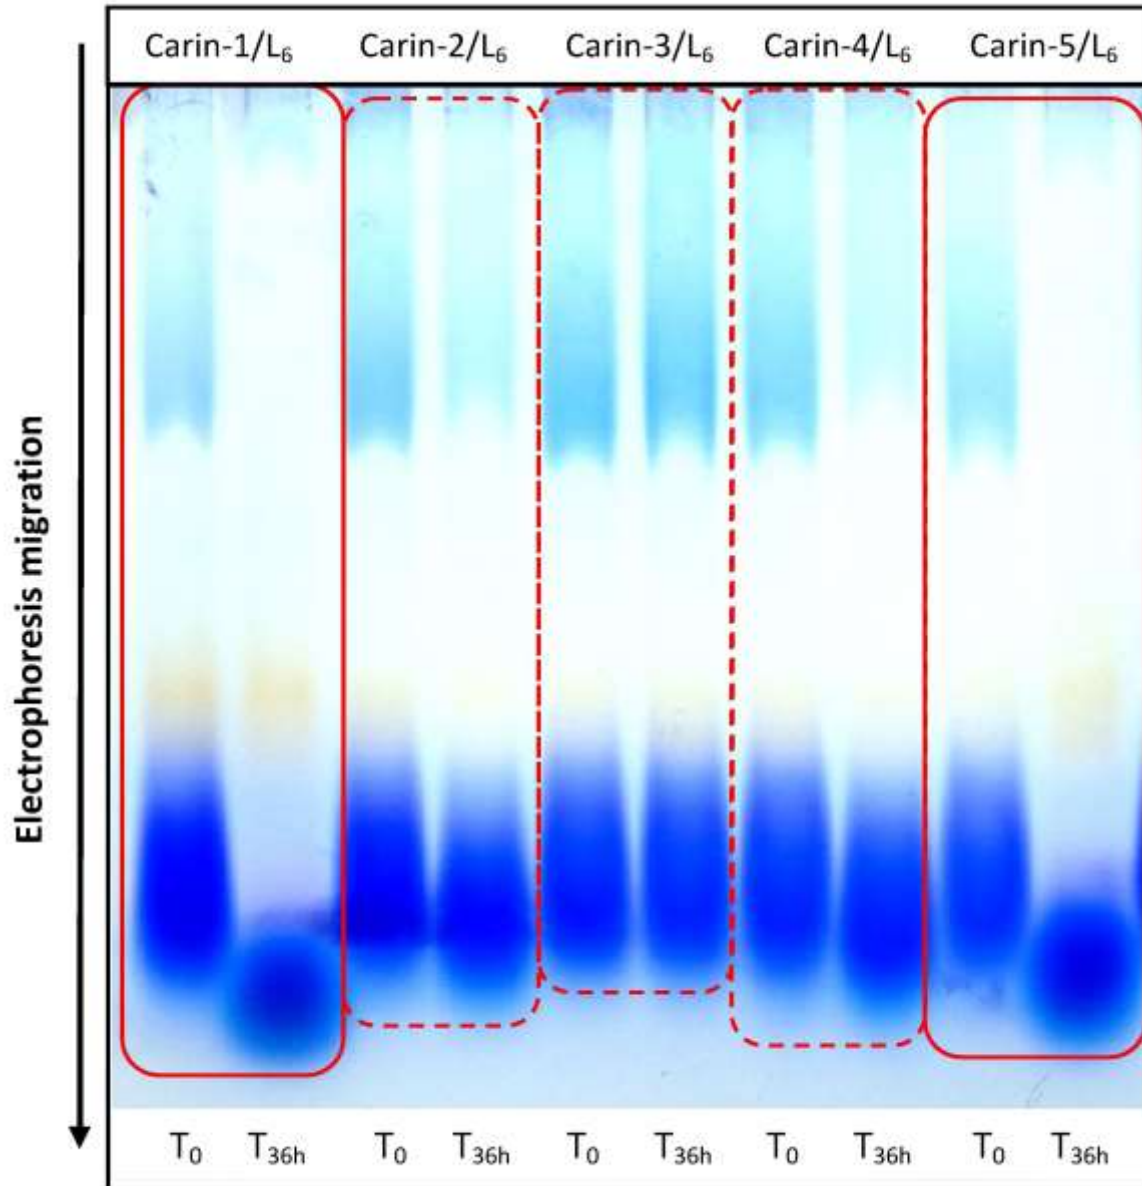 Carin-1/L₆ Carin-2/L₆ Carin-3/L₆ Carin-4/L₆ Carin-5/L₆
Electrophoresis migration
T₀ T₃₆ₕ T₀ T₃₆ₕ T₀ T₃₆ₕ T₀ T₃₆ₕ T₀ T₃₆ₕ